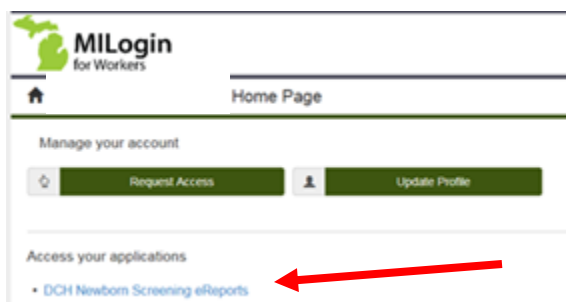 MILogin
for Workers
Home Page
Manage your account
Request Access
Update Profile
Access your applications
• DCH Newborn Screening eReports